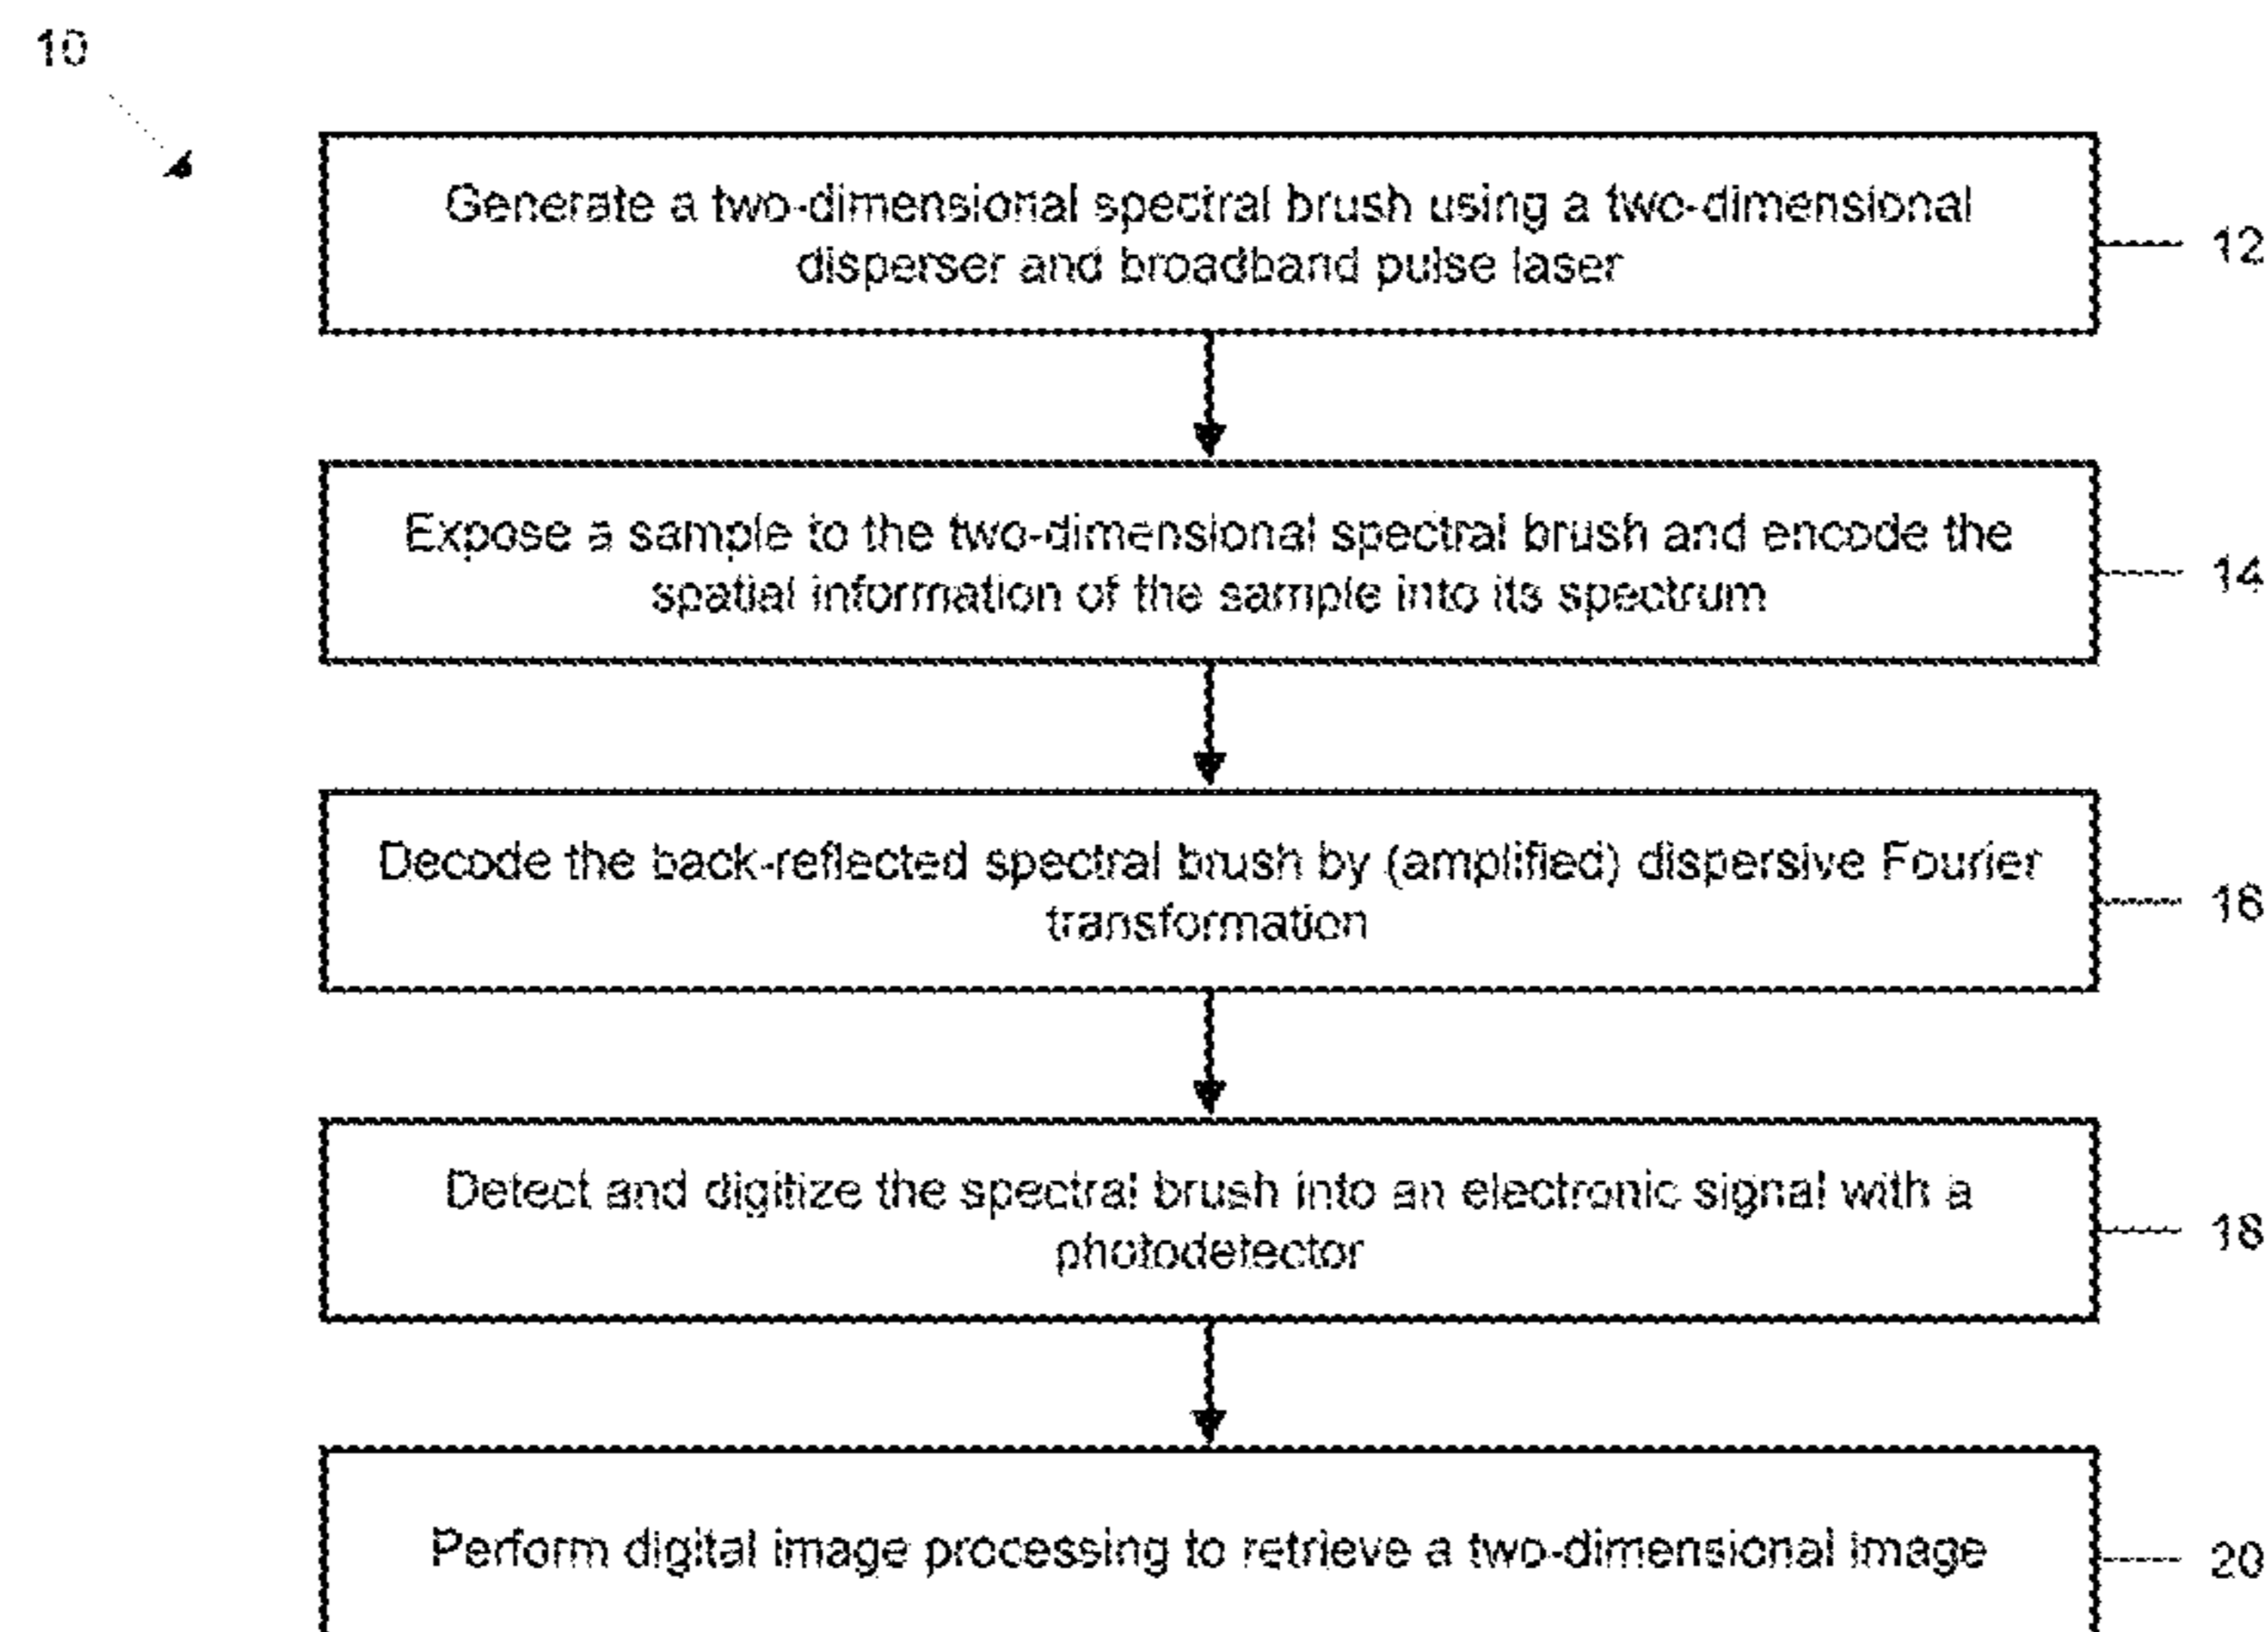 10
Generate a two-dimensional spectral brush using a two-dimensional
disperser and broadband pulse laser
12
Expose a sample to the two-dimensional spectral brush and encode the
spatial information of the sample into its spectrum
14
Decode the back-reflected spectral brush by (amplified) dispersive Fourier
transformation
16
Detect and digitize the spectral brush into an electronic signal with a
photodetector
18
Perform digital image processing to retrieve a two-dimensional image
20